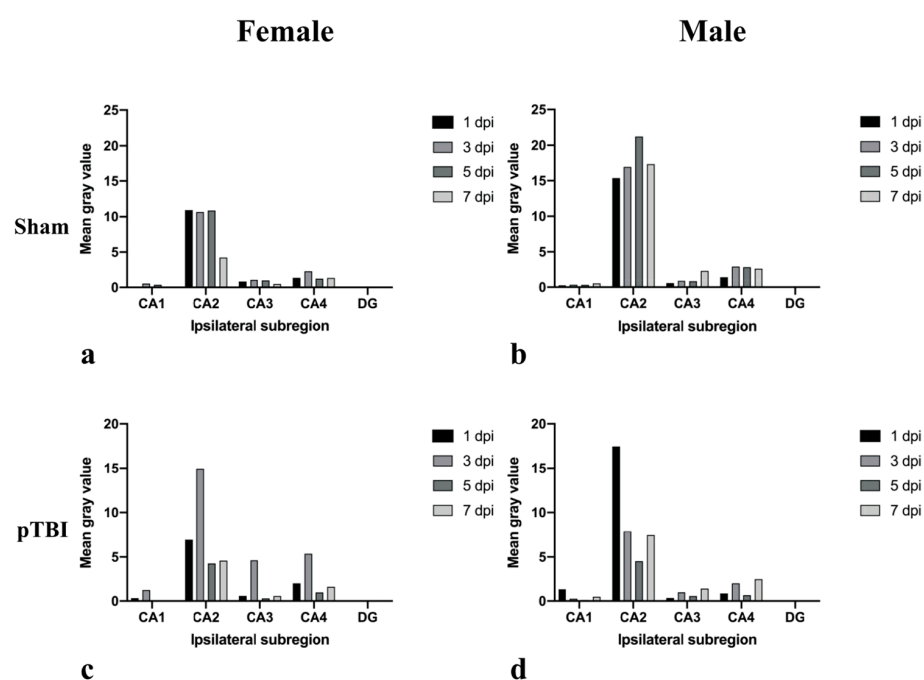 Female
Male
Sham
25
20
15
10
5
0
Mean gray value
CA1 CA2 CA3 CA4 DG
Ipsilateral subregion
1 dpi
3 dpi
5 dpi
7 dpi
a
25
20
15
10
5
0
Mean gray value
CA1 CA2 CA3 CA4 DG
Ipsilateral subregion
1 dpi
3 dpi
5 dpi
7 dpi
b
pTBI
20
15
10
5
0
Mean gray value
CA1 CA2 CA3 CA4 DG
Ipsilateral subregion
1 dpi
3 dpi
5 dpi
7 dpi
c
20
15
10
5
0
Mean gray value
CA1 CA2 CA3 CA4 DG
Ipsilateral subregion
1 dpi
3 dpi
5 dpi
7 dpi
d